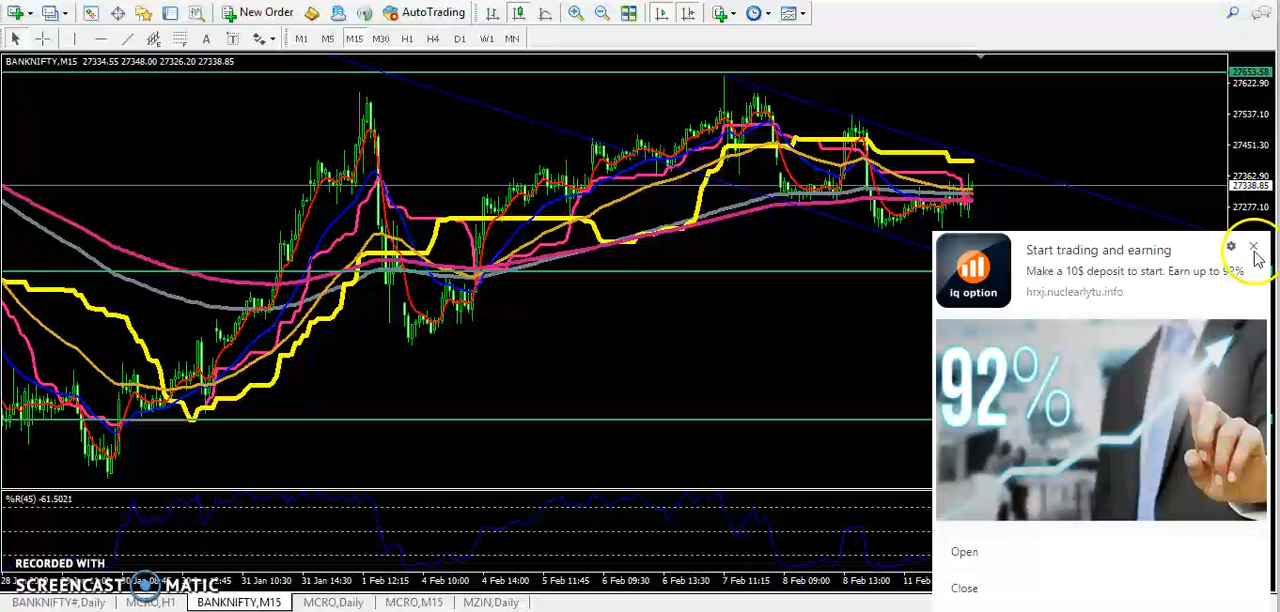 New Order
AutoTrading
A
T
M1
M5
M15
M30
H1
H4
D1
W1
MN
BANKNIFTY,M15 27334.55 27348.00 27326.20 27338.85
27653.58
27622.90
27537.10
27451.30
27362.90
27338.85
27277.10
Start trading and earning
Make a 10$ deposit to start. Earn up to 92%
hrxj.nuclearlytu.info
iq option
92%
Open
Close
%R(45) -61.5021
RECORDED WITH
SCREENCAST MATIC
31 Jan 10:30
31 Jan 14:30
1 Feb 12:15
4 Feb 10:00
4 Feb 14:00
5 Feb 11:45
6 Feb 09:30
6 Feb 13:30
7 Feb 11:15
8 Feb 09:00
8 Feb 13:00
11 Feb
BANKNIFTY#,Daily
MCRO,H1
BANKNIFTY,M15
MCRO,Daily
MCRO,M15
MZIN,Daily